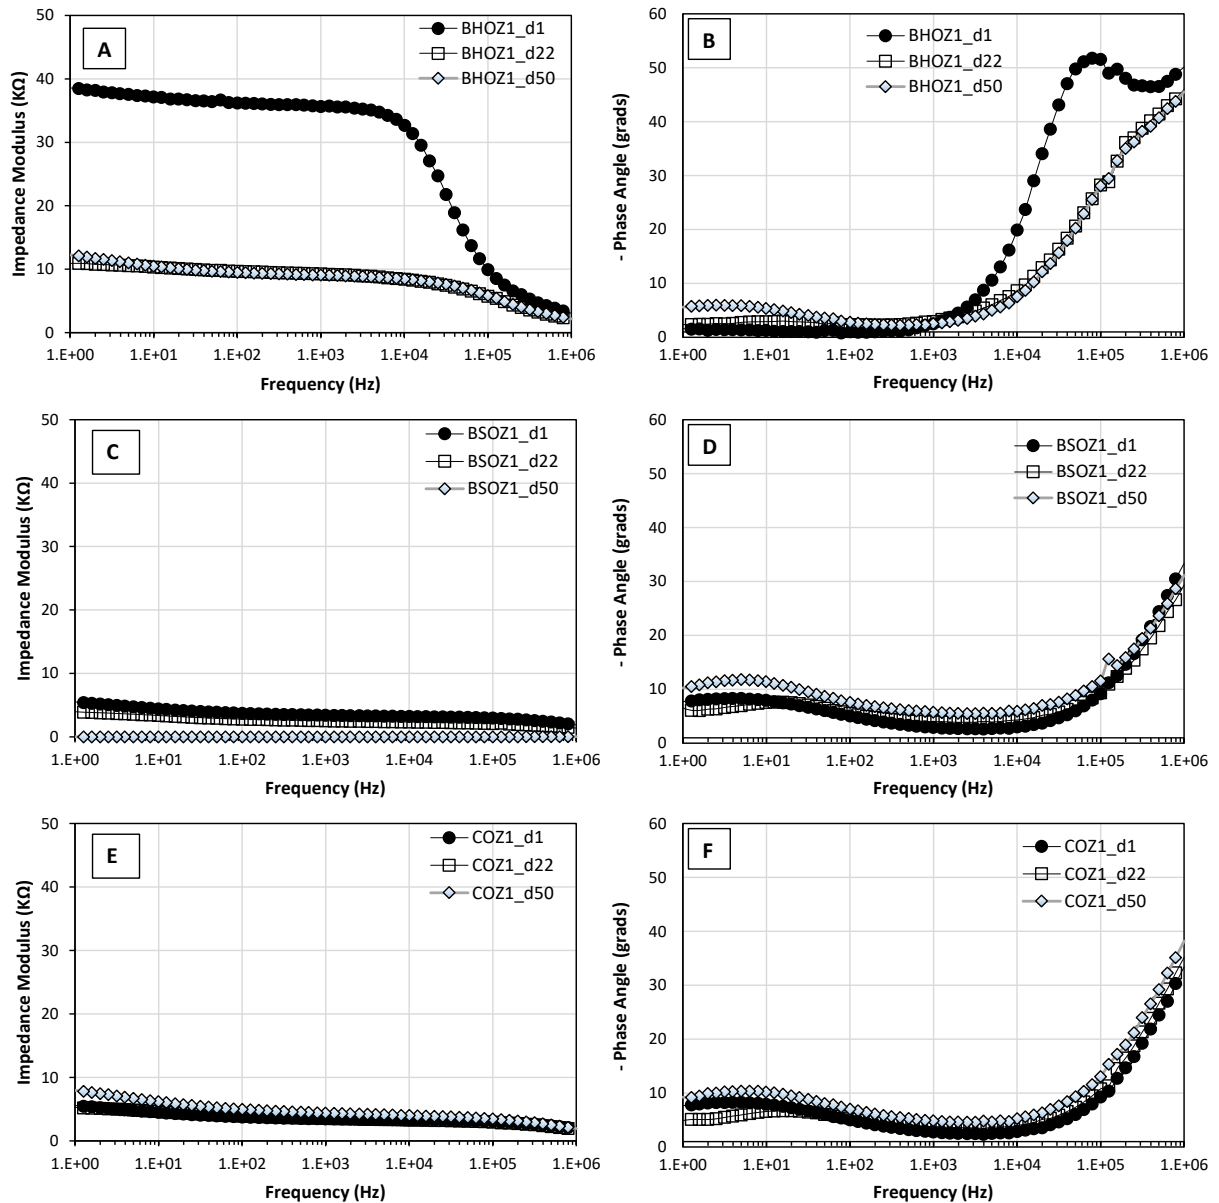 A
BHOZ1_d1
BHOZ1_d22
BHOZ1_d50
Impedance Modulus (KΩ)
50
40
30
20
10
0
1.E+00 1.E+01 1.E+02 1.E+03 1.E+04 1.E+05 1.E+06
Frequency (Hz)
B
BHOZ1_d1
BHOZ1_d22
BHOZ1_d50
- Phase Angle (grads)
60
50
40
30
20
10
0
1.E+00 1.E+01 1.E+02 1.E+03 1.E+04 1.E+05 1.E+06
Frequency (Hz)
C
BSOZ1_d1
BSOZ1_d22
BSOZ1_d50
Impedance Modulus (KΩ)
50
40
30
20
10
0
1.E+00 1.E+01 1.E+02 1.E+03 1.E+04 1.E+05 1.E+06
Frequency (Hz)
D
BSOZ1_d1
BSOZ1_d22
BSOZ1_d50
- Phase Angle (grads)
60
50
40
30
20
10
0
1.E+00 1.E+01 1.E+02 1.E+03 1.E+04 1.E+05 1.E+06
Frequency (Hz)
E
COZ1_d1
COZ1_d22
COZ1_d50
Impedance Modulus (KΩ)
50
40
30
20
10
0
1.E+00 1.E+01 1.E+02 1.E+03 1.E+04 1.E+05 1.E+06
Frequency (Hz)
F
COZ1_d1
COZ1_d22
COZ1_d50
- Phase Angle (grads)
60
50
40
30
20
10
0
1.E+00 1.E+01 1.E+02 1.E+03 1.E+04 1.E+05 1.E+06
Frequency (Hz)